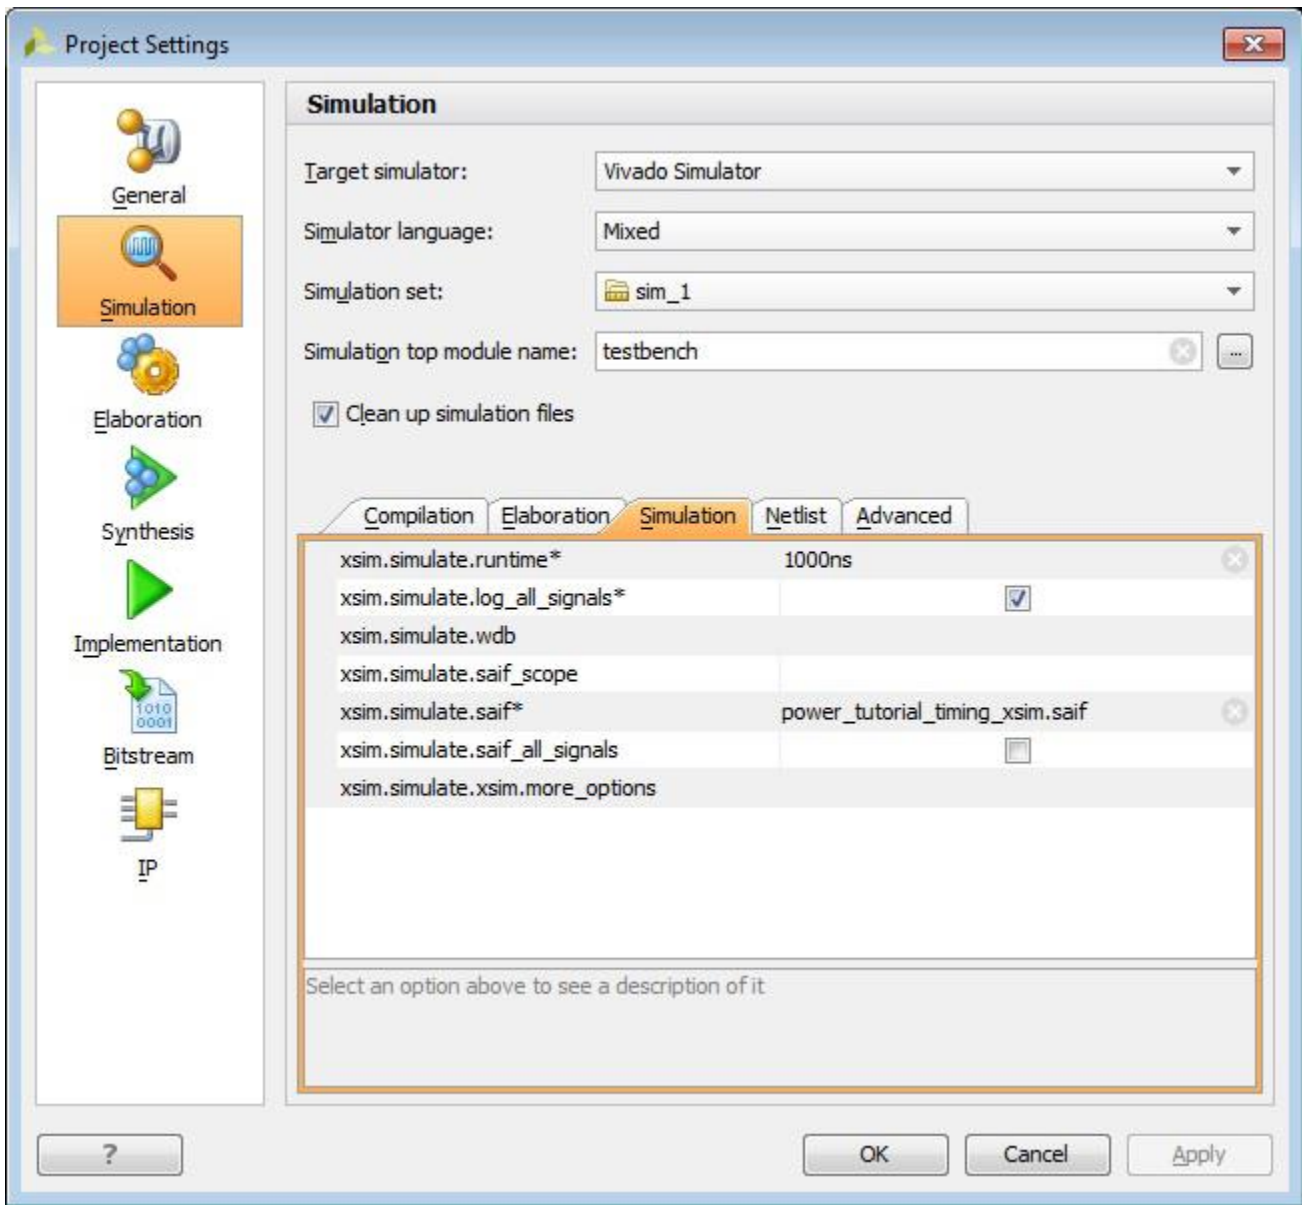 Project Settings
General
Simulation
Elaboration
Synthesis
Implementation
1010
0001
Bitstream
IP
Simulation
Target simulator: Vivado Simulator
Simulator language: Mixed
Simulation set: sim_1
Simulation top module name: testbench ...
Clean up simulation files
Compilation Elaboration Simulation Netlist Advanced
xsim.simulate.runtime* 1000ns
xsim.simulate.log_all_signals*
xsim.simulate.wdb
xsim.simulate.saif_scope
xsim.simulate.saif* power_tutorial_timing_xsim.saif
xsim.simulate.saif_all_signals
xsim.simulate.xsim.more_options
Select an option above to see a description of it
? OK Cancel Apply